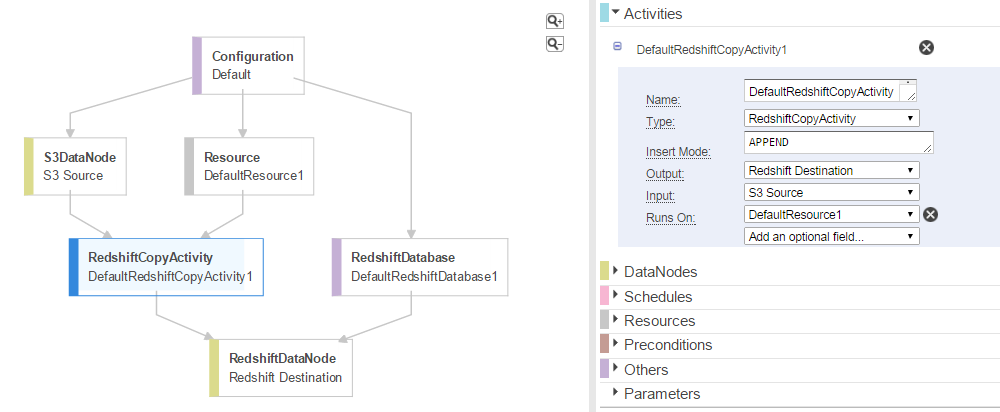 Configuration
Default
S3DataNode
S3 Source
Resource
DefaultResource1
RedshiftCopyActivity
DefaultRedshiftCopyActivity1
RedshiftDatabase
DefaultRedshiftDatabase1
RedshiftDataNode
Redshift Destination
Activities
DefaultRedshiftCopyActivity1
Name: DefaultRedshiftCopyActivity
Type: RedshiftCopyActivity
Insert Mode: APPEND
Output: Redshift Destination
Input: S3 Source
Runs On: DefaultResource1
Add an optional field...
DataNodes
Schedules
Resources
Preconditions
Others
Parameters